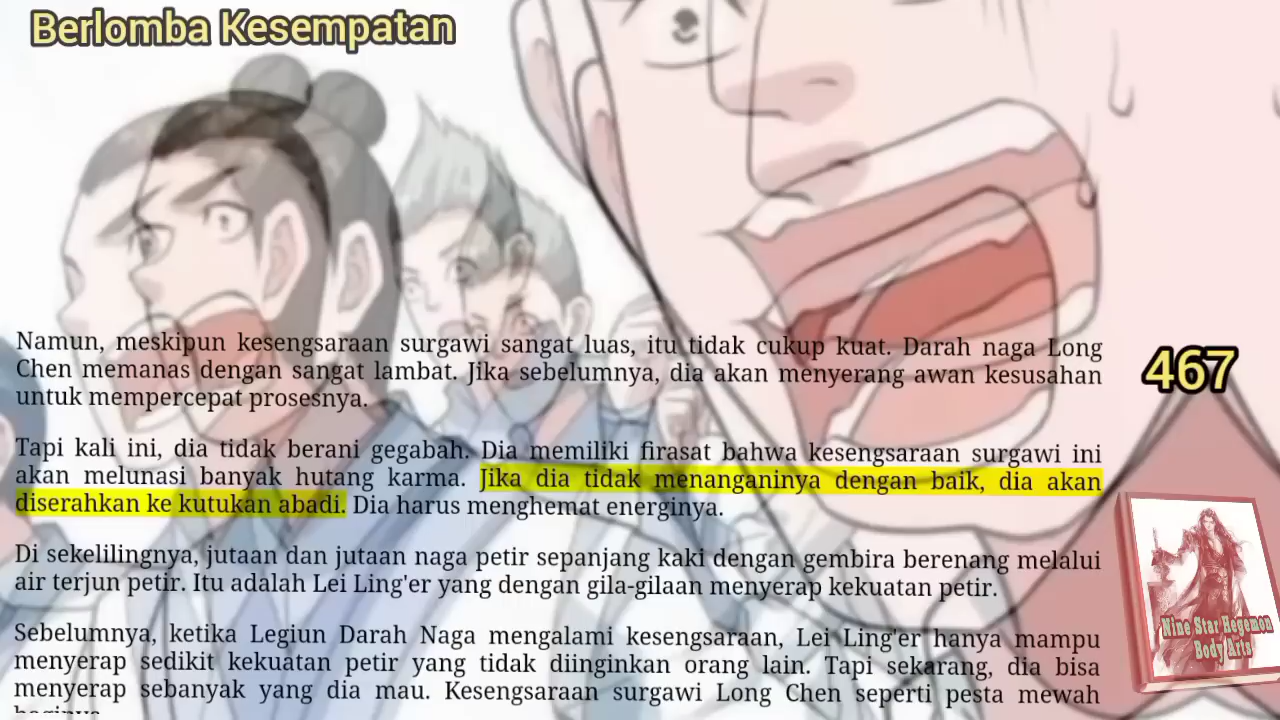 Berlomba Kesempatan
Namun, meskipun kesengsaraan surgawi sangat luas, itu tidak cukup kuat. Darah naga Long
Chen memanas dengan sangat lambat. Jika sebelumnya, dia akan menyerang awan kesusahan
untuk mempercepat prosesnya.
467
Tapi kali ini, dia tidak berani gegabah. Dia memiliki firasat bahwa kesengsaraan surgawi ini
akan melunasi banyak hutang karma. Jika dia tidak menanganinya dengan baik, dia akan
diserahkan ke kutukan abadi. Dia harus menghemat energinya.
Di sekelilingnya, jutaan dan jutaan naga petir sepanjang kaki dengan gembira berenang melalui
air terjun petir. Itu adalah Lei Ling'er yang dengan gila-gilaan menyerap kekuatan petir.
Sebelumnya, ketika Legiun Darah Naga mengalami kesengsaraan, Lei Ling'er hanya mampu
menyerap sedikit kekuatan petir yang tidak diinginkan orang lain. Tapi sekarang, dia bisa
menyerap sebanyak yang dia mau. Kesengsaraan surgawi Long Chen seperti pesta mewah
Nine Star Hegemon
Body Arts